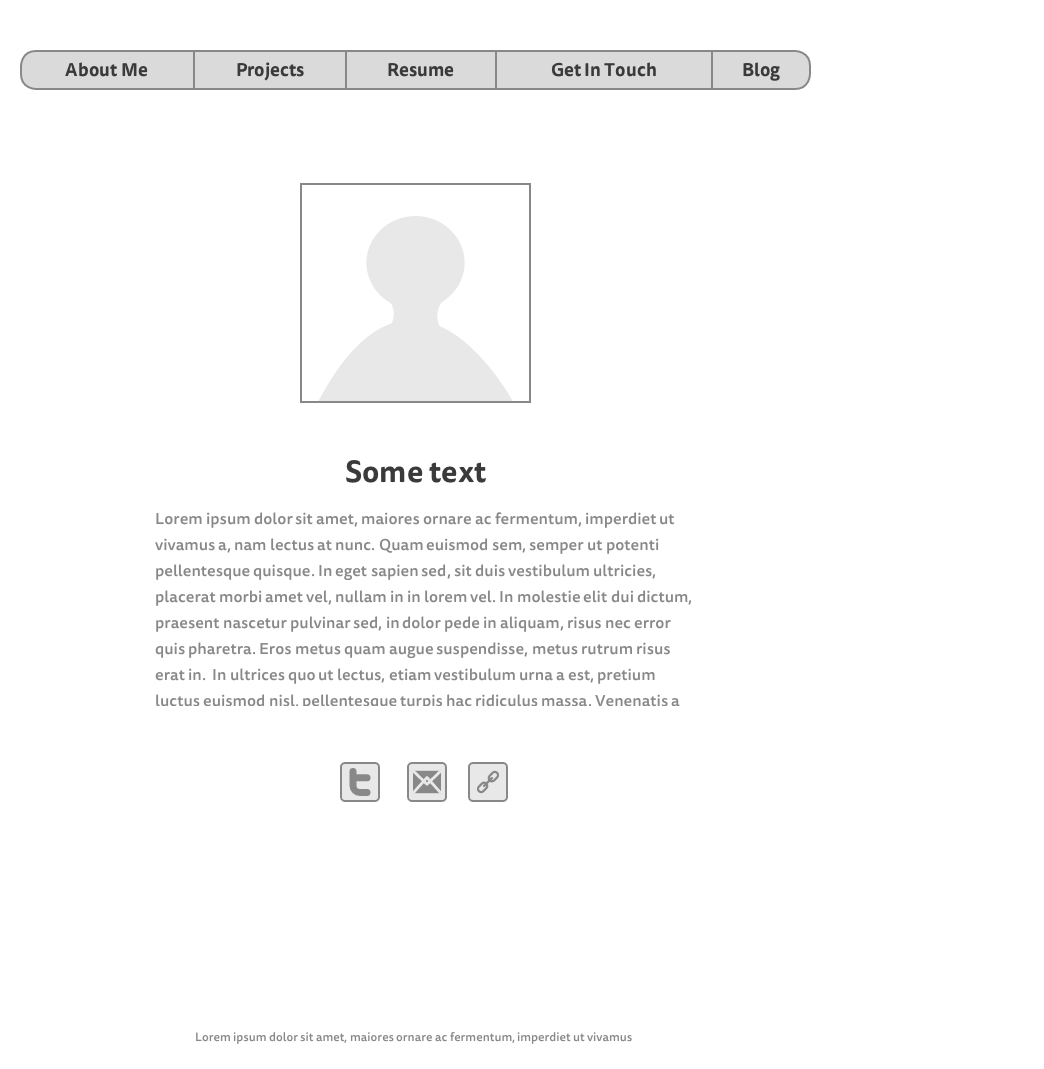 About Me
Projects
Resume
Get In Touch
Blog
Some text
Lorem ipsum dolor sit amet, maiores ornare ac fermentum, imperdiet ut
vivamus a, nam lectus at nunc. Quam euismod sem, semper ut potenti
pellentesque quisque. In eget sapien sed, sit duis vestibulum ultricies,
placerat morbi amet vel, nullam in in lorem vel. In molestie elit dui dictum,
praesent nascetur pulvinar sed, in dolor pede in aliquam, risus nec error
quis pharetra. Eros metus quam augue suspendisse, metus rutrum risus
erat in. In ultrices quo ut lectus, etiam vestibulum urna a est, pretium
luctus euismod nisl, pellentesque turpis hac ridiculus massa. Venenatis a
Lorem ipsum dolor sit amet, maiores ornare ac fermentum, imperdiet ut vivamus